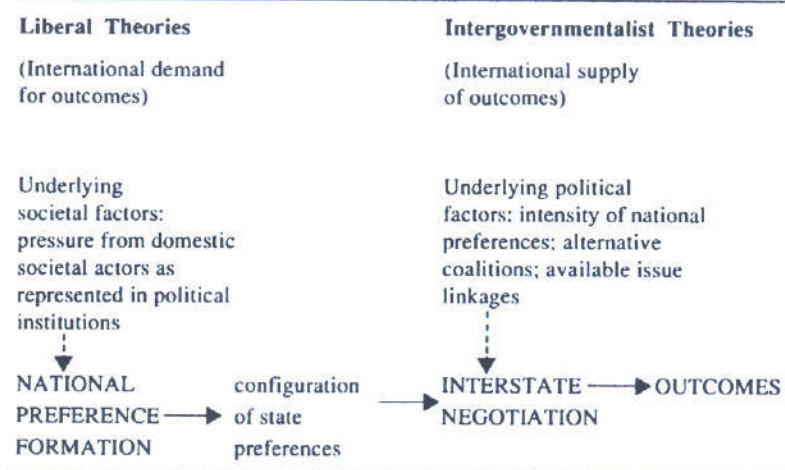 Liberal Theories
(International demand
for outcomes)
Underlying
societal factors:
pressure from domestic
societal actors as
represented in political
institutions
NATIONAL
PREFERENCE
FORMATION
configuration
of state
preferences
Intergovernmentalist Theories
(International supply
of outcomes)
Underlying political
factors: intensity of national
preferences; alternative
coalitions; available issue
linkages
INTERSTATE
NEGOTIATION
OUTCOMES